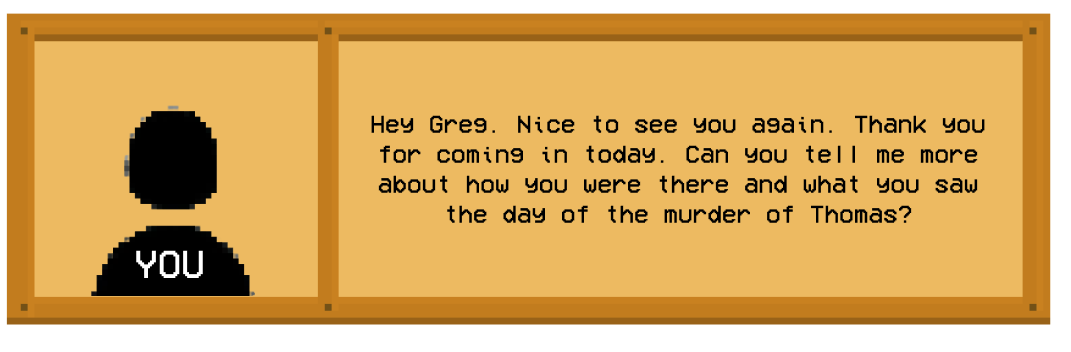 YOU
Hey Greg. Nice to see you again. Thank you
for coming in today. Can you tell me more
about how you were there and what you saw
the day of the murder of Thomas?